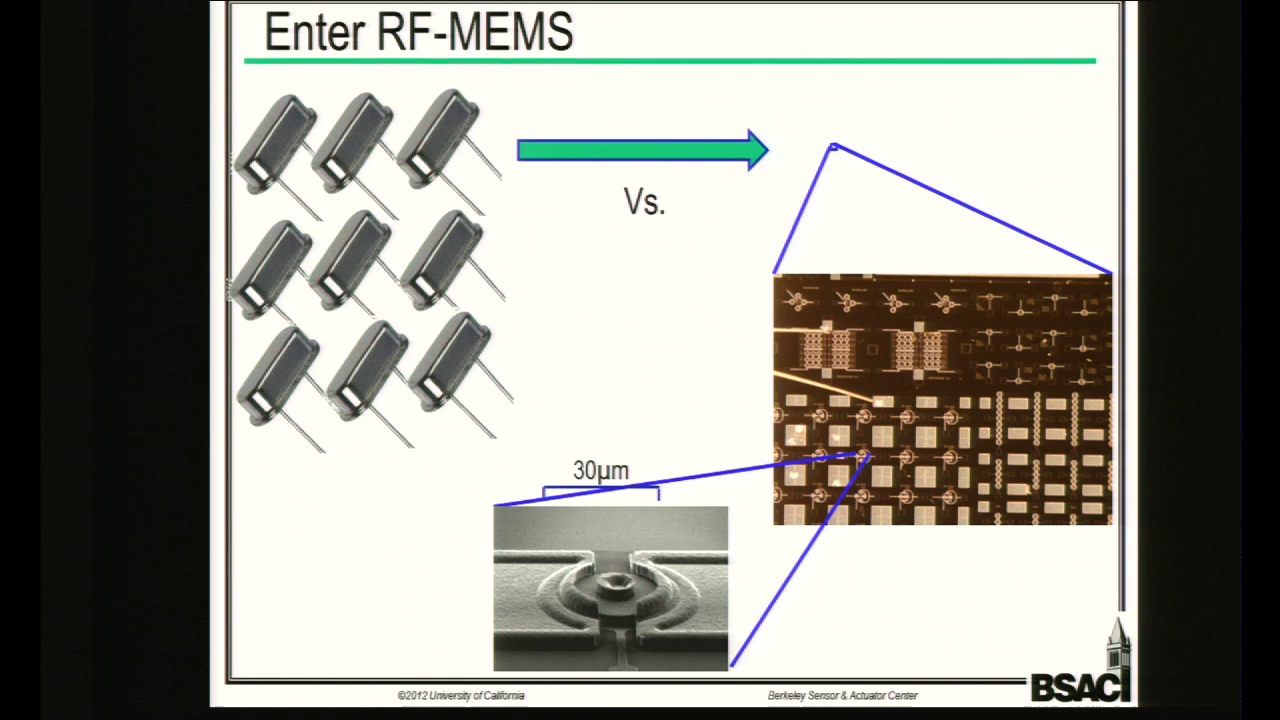 Enter RF-MEMS
Vs.
30µm
©2012 University of California
Berkeley Sensor & Actuator Center
BSAC